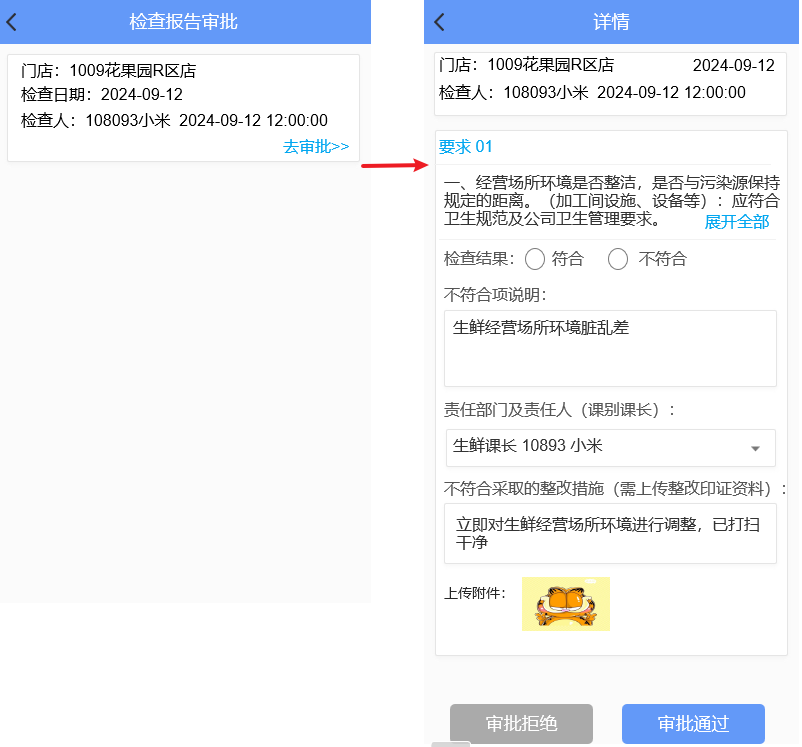 检查报告审批
门店：1009花果园R区店
检查日期：2024-09-12
检查人：108093小米 2024-09-12 12:00:00
去审批>>
详情
门店：1009花果园R区店 2024-09-12
检查人：108093小米 2024-09-12 12:00:00
要求 01
一、经营场所环境是否整洁，是否与污染源保持
规定的距离。（加工间设施、设备等）：应符合
卫生规范及公司卫生管理要求。 展开全部
检查结果： 符合 不符合
不符合项说明：
生鲜经营场所环境脏乱差
责任部门及责任人（课别课长）：
生鲜课长 10893 小米
不符合采取的整改措施（需上传整改印证资料）：
立即对生鲜经营场所环境进行调整，已打扫
干净
上传附件：
审批拒绝 审批通过